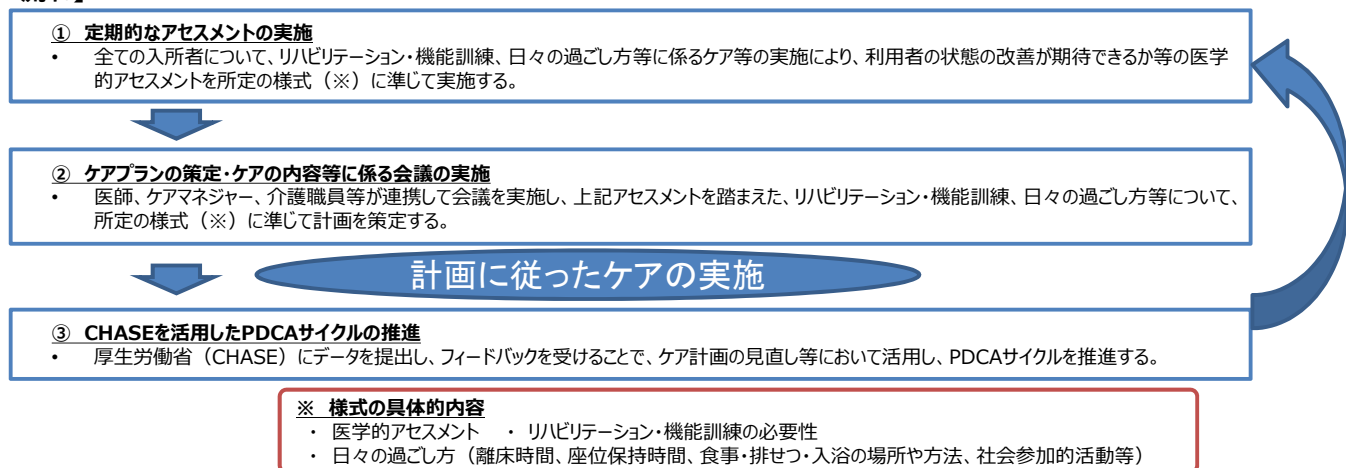 ① 定期的なアセスメントの実施
• 全ての入所者について、リハビリテーション・機能訓練、日々の過ごし方等に係るケア等の実施により、利用者の状態の改善が期待できるか等の医学
的アセスメントを所定の様式（※）に準じて実施する。
② ケアプランの策定・ケアの内容等に係る会議の実施
• 医師、ケアマネジャー、介護職員等が連携して会議を実施し、上記アセスメントを踏まえた、リハビリテーション・機能訓練、日々の過ごし方等について、
所定の様式（※）に準じて計画を策定する。
計画に従ったケアの実施
③ CHASEを活用したPDCAサイクルの推進
• 厚生労働省（CHASE）にデータを提出し、フィードバックを受けることで、ケア計画の見直し等において活用し、PDCAサイクルを推進する。
※ 様式の具体的内容
・ 医学的アセスメント ・ リハビリテーション・機能訓練の必要性
・ 日々の過ごし方（離床時間、座位保持時間、食事・排せつ・入浴の場所や方法、社会参加的活動等）